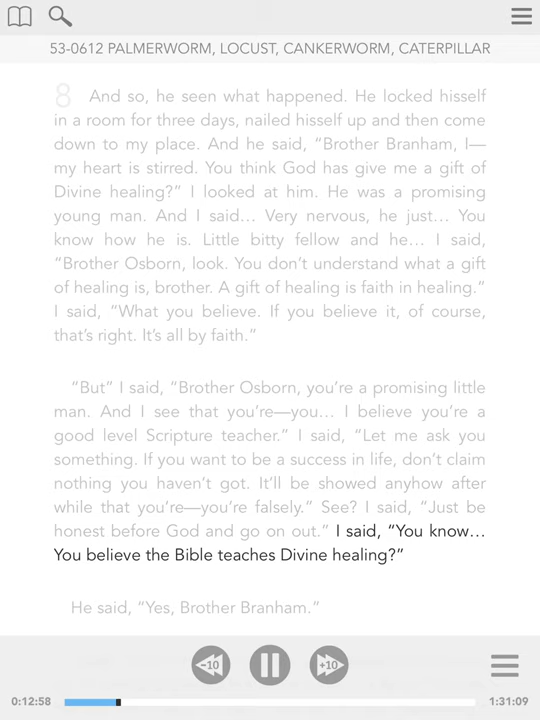 53-0612 PALMERWORM, LOCUST, CANKERWORM, CATERPILLAR
8 And so, he seen what happened. He locked hisself
in a room for three days, nailed hisself up and then come
down to my place. And he said, “Brother Branham, I—
my heart is stirred. You think God has give me a gift of
Divine healing?” I looked at him. He was a promising
young man. And I said… Very nervous, he just… You
know how he is. Little bitty fellow and he… I said,
“Brother Osborn, look. You don’t understand what a gift
of healing is, brother. A gift of healing is faith in healing.”
I said, “What you believe. If you believe it, of course,
that’s right. It’s all by faith.”
“But” I said, “Brother Osborn, you’re a promising little
man. And I see that you’re—you… I believe you’re a
good level Scripture teacher.” I said, “Let me ask you
something. If you want to be a success in life, don’t claim
nothing you haven’t got. It’ll be showed anyhow after
while that you’re—you’re falsely.” See? I said, “Just be
honest before God and go on out.” I said, “You know…
You believe the Bible teaches Divine healing?”
He said, “Yes, Brother Branham.”
-10 +10
0:12:58 1:31:09